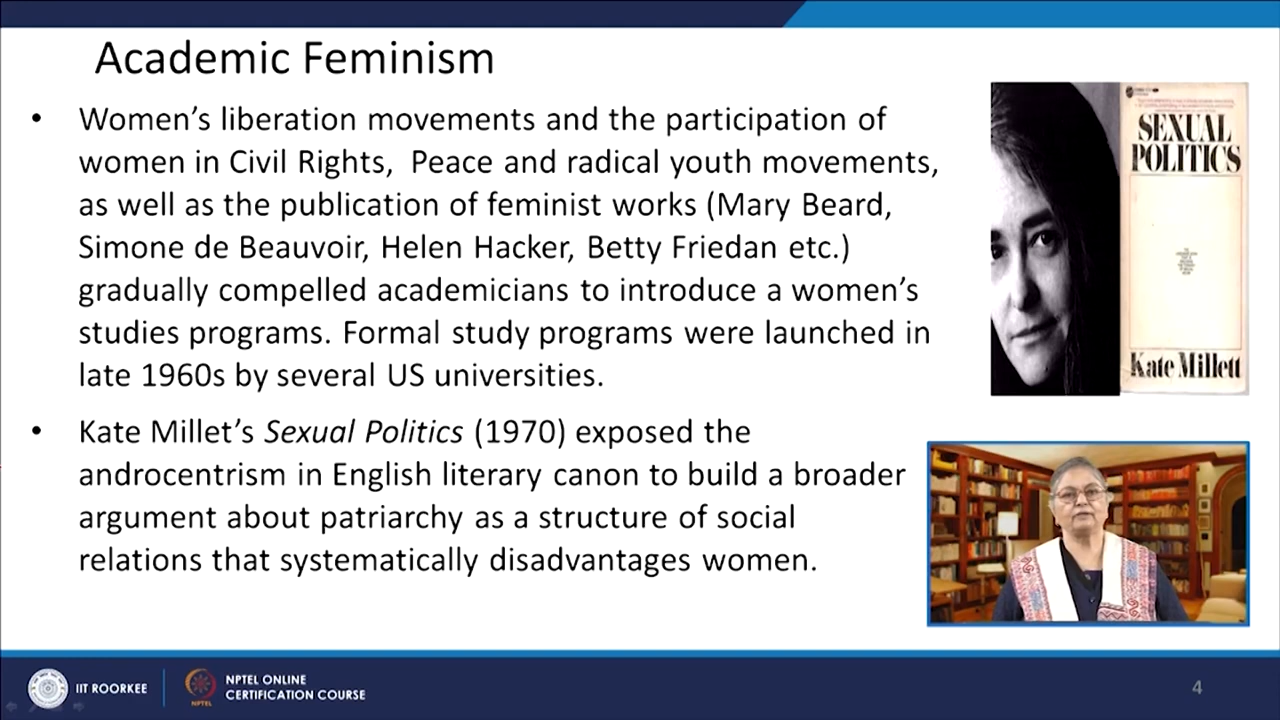 Academic Feminism
• Women’s liberation movements and the participation of
women in Civil Rights,  Peace and radical youth movements,
as well as the publication of feminist works (Mary Beard,
Simone de Beauvoir, Helen Hacker, Betty Friedan etc.)
gradually compelled academicians to introduce a women’s
studies programs. Formal study programs were launched in
late 1960s by several US universities.
• Kate Millet’s Sexual Politics (1970) exposed the
androcentrism in English literary canon to build a broader
argument about patriarchy as a structure of social
relations that systematically disadvantages women.
SEXUAL
POLITICS
Kate Millett
IIT ROORKEE
NPTEL
NPTEL ONLINE
CERTIFICATION COURSE
4